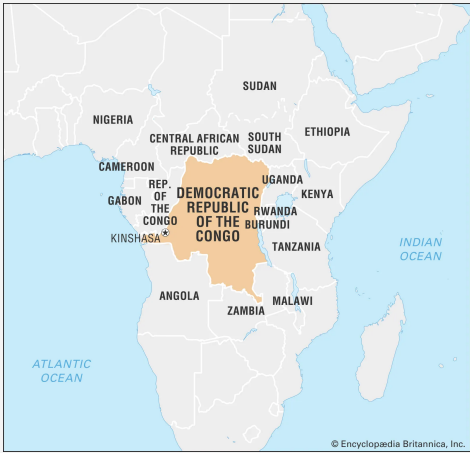 SUDAN
NIGERIA
ETHIOPIA
CENTRAL AFRICAN
REPUBLIC
SOUTH
SUDAN
CAMEROON
UGANDA
REP.
OF
THE
CONGO
DEMOCRATIC
REPUBLIC
OF THE
CONGO
KENYA
GABON
RWANDA
BURUNDI
KINSHASA
TANZANIA
INDIAN
OCEAN
ANGOLA
MALAWI
ZAMBIA
ATLANTIC
OCEAN
© Encyclopædia Britannica, Inc.